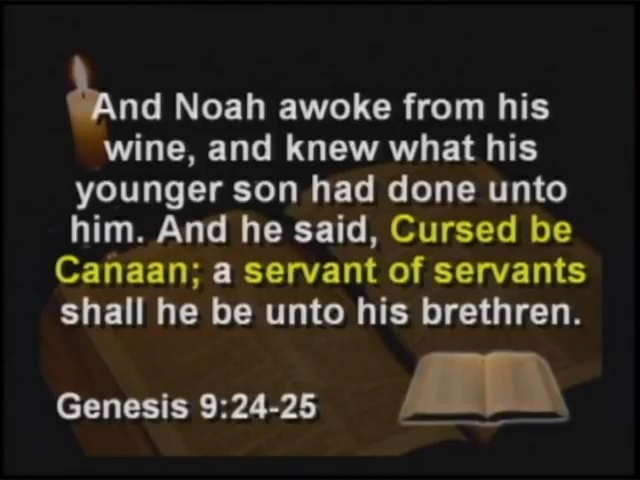 And Noah awoke from his
wine, and knew what his
younger son had done unto
him. And he said, Cursed be
Canaan; a servant of servants
shall he be unto his brethren.
Genesis 9:24-25